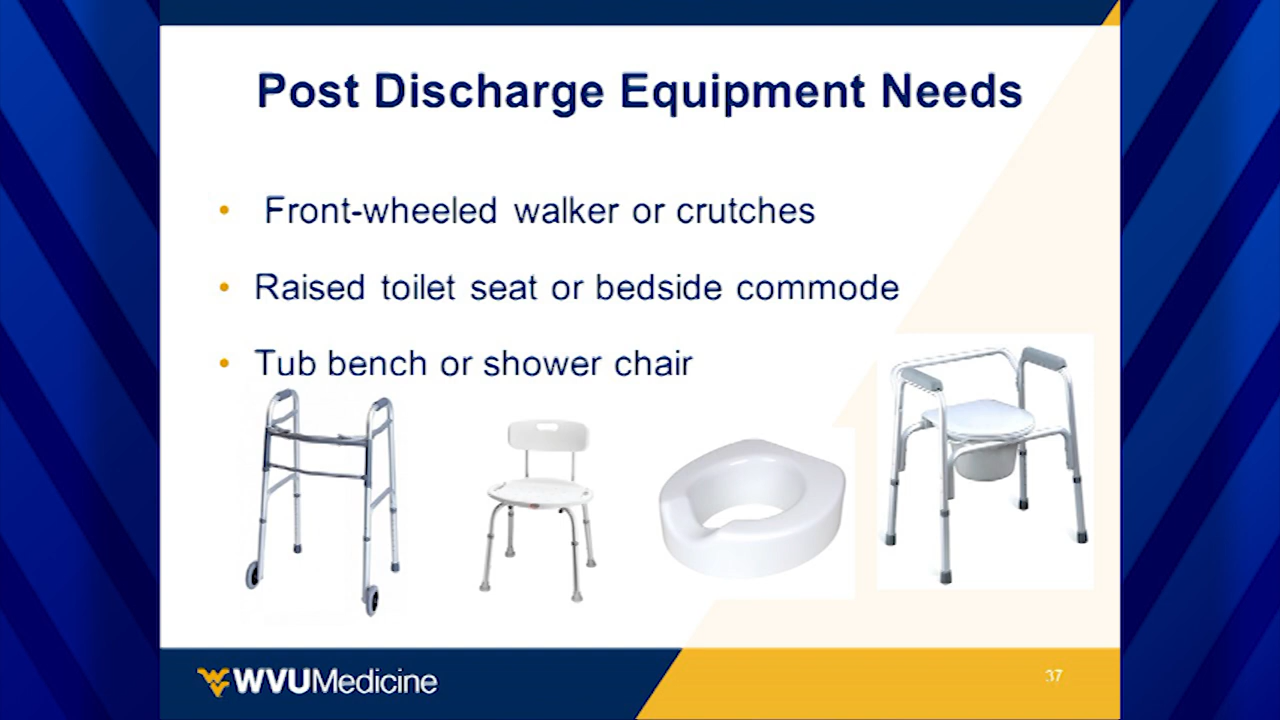 Post Discharge Equipment Needs
• Front-wheeled walker or crutches
• Raised toilet seat or bedside commode
• Tub bench or shower chair
WVUMedicine
37